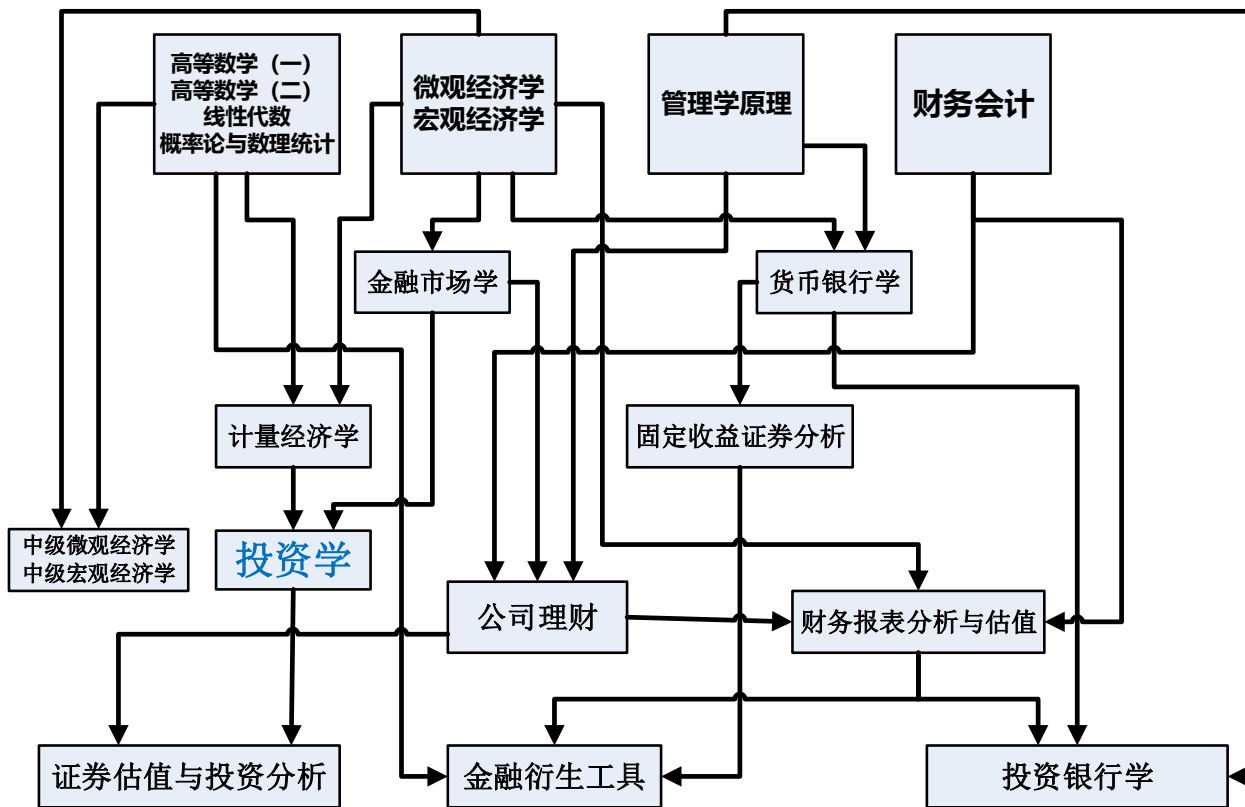 高等数学（一）
高等数学（二）
线性代数
概率论与数理统计
微观经济学
宏观经济学
管理学原理
财务会计
金融市场学
货币银行学
计量经济学
固定收益证券分析
中级微观经济学
中级宏观经济学
投资学
公司理财
财务报表分析与估值
证券估值与投资分析
金融衍生工具
投资银行学